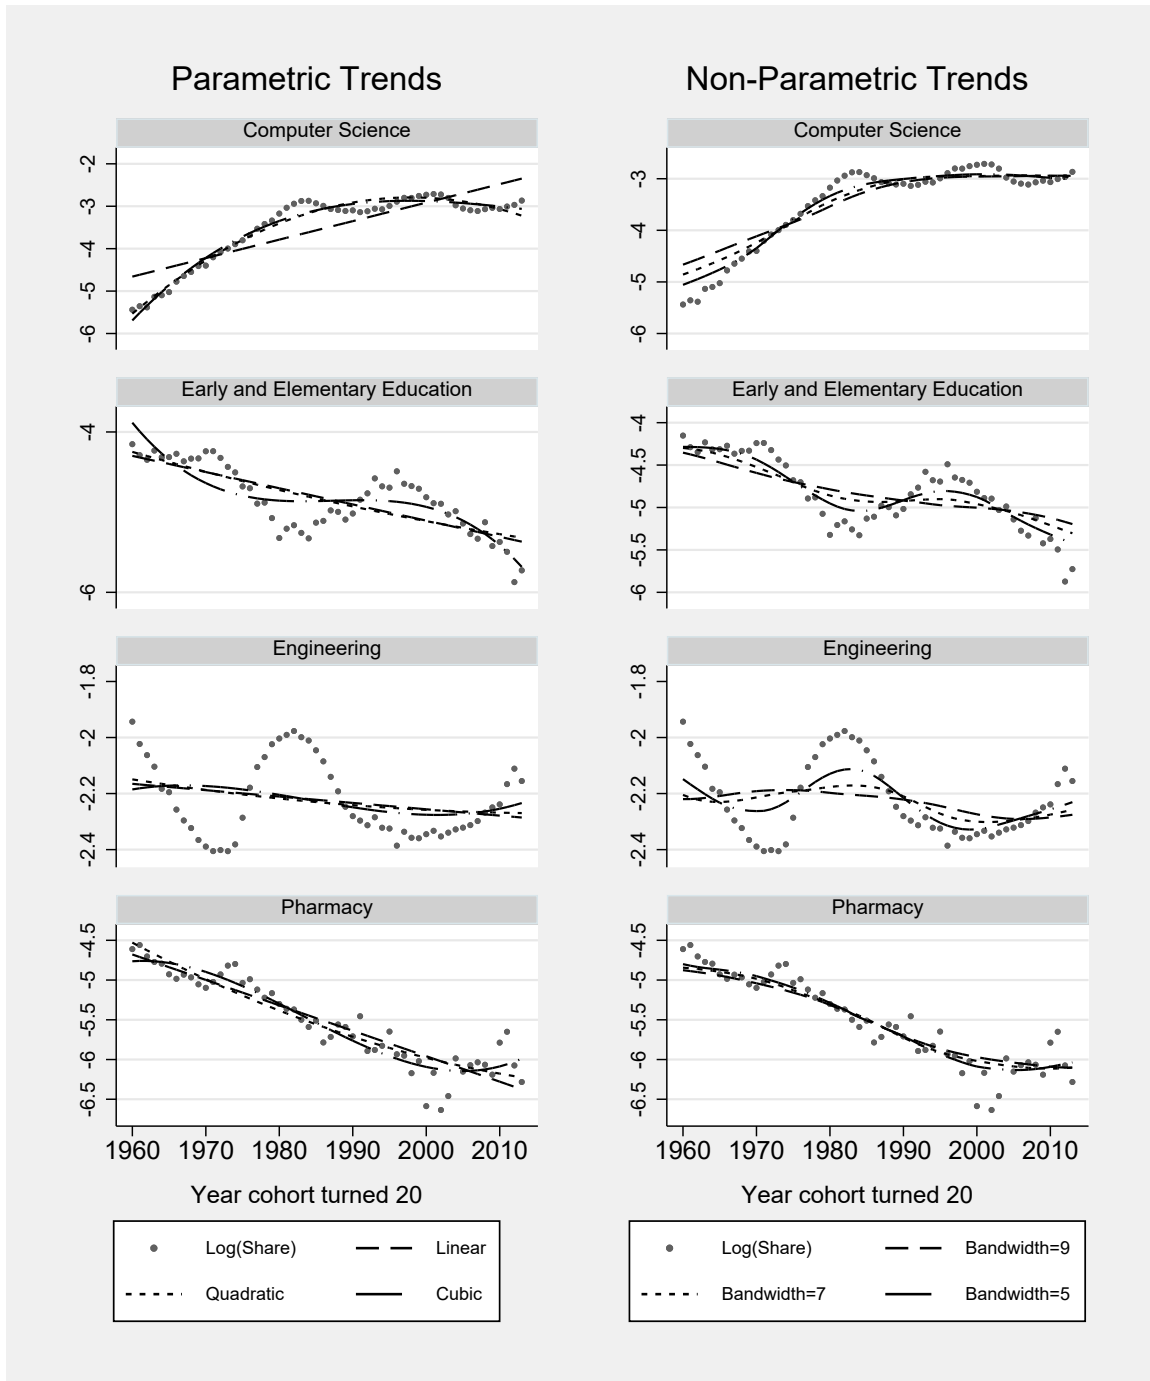 Parametric Trends
Computer Science
-2
-3
-4
-5
-6
Early and Elementary Education
-4
-6
Engineering
-1.8
-2
-2.2
-2.4
Pharmacy
-4.5
-5
-5.5
-6
-6.5
1960 1970 1980 1990 2000 2010
Year cohort turned 20
Log(Share) Linear
Quadratic Cubic
Non-Parametric Trends
Computer Science
-3
-4
-5
-6
Early and Elementary Education
-4
-4.5
-5
-5.5
-6
Engineering
-1.8
-2
-2.2
-2.4
Pharmacy
-4.5
-5
-5.5
-6
-6.5
1960 1970 1980 1990 2000 2010
Year cohort turned 20
Log(Share) Bandwidth=9
Bandwidth=7 Bandwidth=5